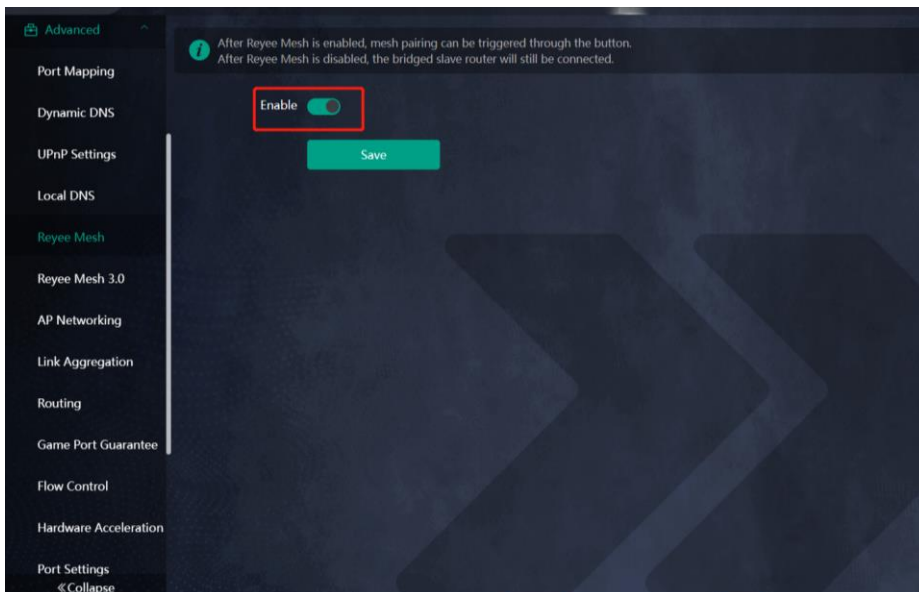 Advanced
After Reyee Mesh is enabled, mesh pairing can be triggered through the button.
After Reyee Mesh is disabled, the bridged slave router will still be connected.
Port Mapping
Enable
Dynamic DNS
UPnP Settings
Save
Local DNS
Reyee Mesh
Reyee Mesh 3.0
AP Networking
Link Aggregation
Routing
Game Port Guarantee
Flow Control
Hardware Acceleration
Port Settings
«Collapse